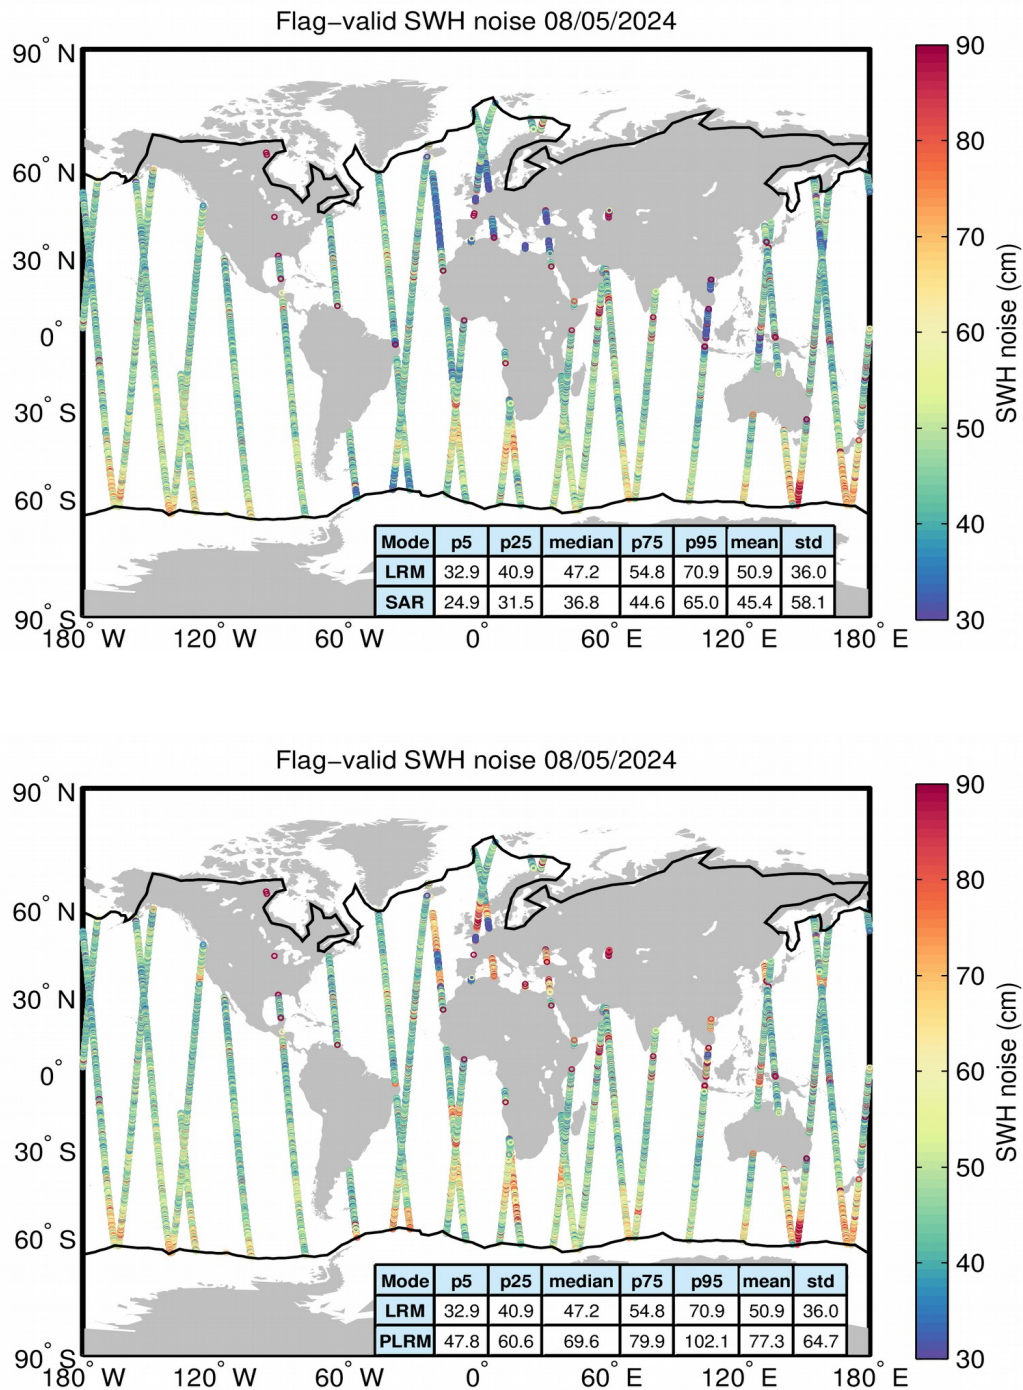 Flag−valid SWH noise 08/05/2024
90° N
60° N
30° N
0°
30° S
60° S
90° S
180° W 120° W 60° W 0° 60° E 120° E 180° E
90
80
70
60
50
40
30
SWH noise (cm)
Mode p5 p25 median p75 p95 mean std
LRM 32.9 40.9 47.2 54.8 70.9 50.9 36.0
SAR 24.9 31.5 36.8 44.6 65.0 45.4 58.1
Flag−valid SWH noise 08/05/2024
90° N
60° N
30° N
0°
30° S
60° S
90° S
180° W 120° W 60° W 0° 60° E 120° E 180° E
90
80
70
60
50
40
30
SWH noise (cm)
Mode p5 p25 median p75 p95 mean std
LRM 32.9 40.9 47.2 54.8 70.9 50.9 36.0
PLRM 47.8 60.6 69.6 79.9 102.1 77.3 64.7